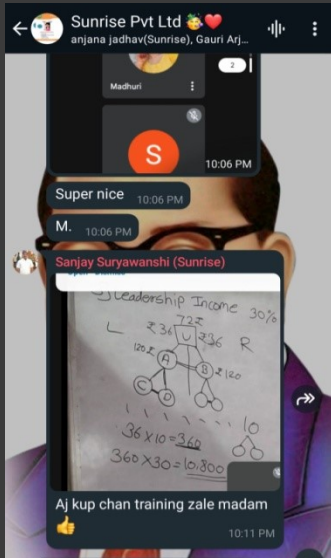 Sunrise Pvt Ltd
anjana jadhav(Sunrise), Gauri Arj...
2
Madhuri
S
10:06 PM
Super nice 10:06 PM
M. 10:06 PM
Sanjay Suryawanshi (Sunrise)
Leadership Income 30%
72₹
L ₹36 U ₹36 R
120₹ A B ₹120
C D
10
36 X 10 = 360
360 X 30 = 10,800
Aj kup chan training zale madam
10:11 PM